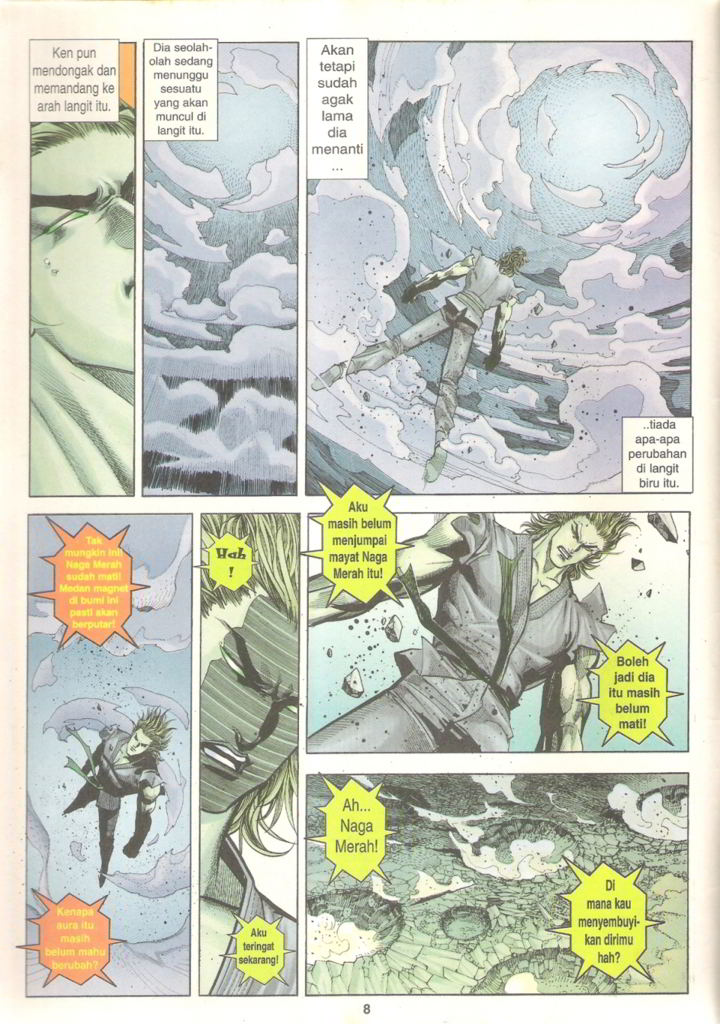 Ken pun
mendongak dan
memandang ke
arah langit itu.
Dia seolah-
olah sedang
menunggu
sesuatu
yang akan
muncul di
langit itu.
Akan
tetapi
sudah
agak
lama
dia
menanti
...
..tiada
apa-apa
perubahan
di langit
biru itu.
Tak
mungkin ini!
Naga Merah
sudah mati!
Medan magnet
di bumi ini
pasti akan
berputar!
Kenapa
aura itu
masih
belum mahu
berubah?
Hah
!
Aku
teringat
sekarang!
Aku
masih belum
menjumpai
mayat Naga
Merah itu!
Boleh
jadi dia
itu masih
belum
mati!
Ah...
Naga
Merah!
Di
mana kau
menyembuyi-
kan dirimu
hah?
8